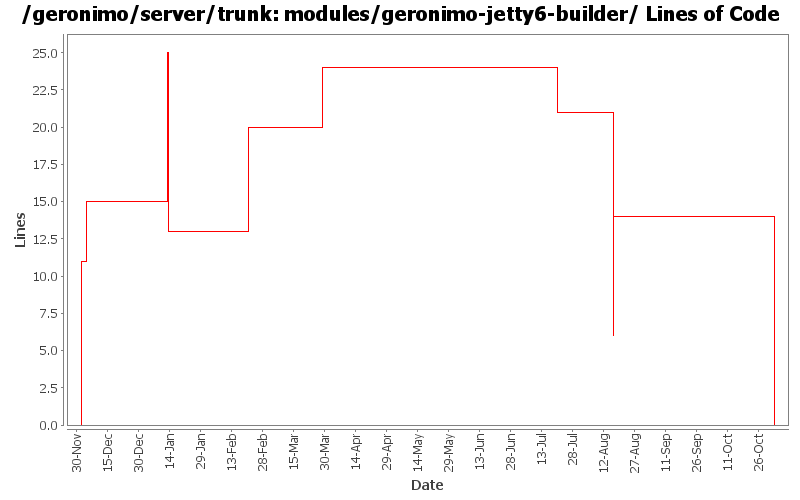 /geronimo/server/trunk: modules/geronimo-jetty6-builder/ Lines of Code
25.0
22.5
20.0
17.5
15.0
12.5
10.0
7.5
5.0
2.5
0.0
Lines
30-Nov
15-Dec
30-Dec
14-Jan
29-Jan
13-Feb
28-Feb
15-Mar
30-Mar
14-Apr
29-Apr
14-May
29-May
13-Jun
28-Jun
13-Jul
28-Jul
12-Aug
27-Aug
11-Sep
26-Sep
11-Oct
26-Oct
Date